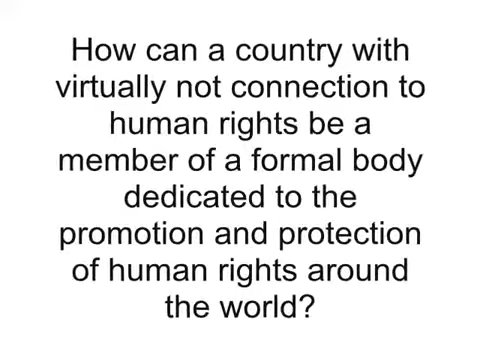 How can a country with
virtually not connection to
human rights be a
member of a formal body
dedicated to the
promotion and protection
of human rights around
the world?